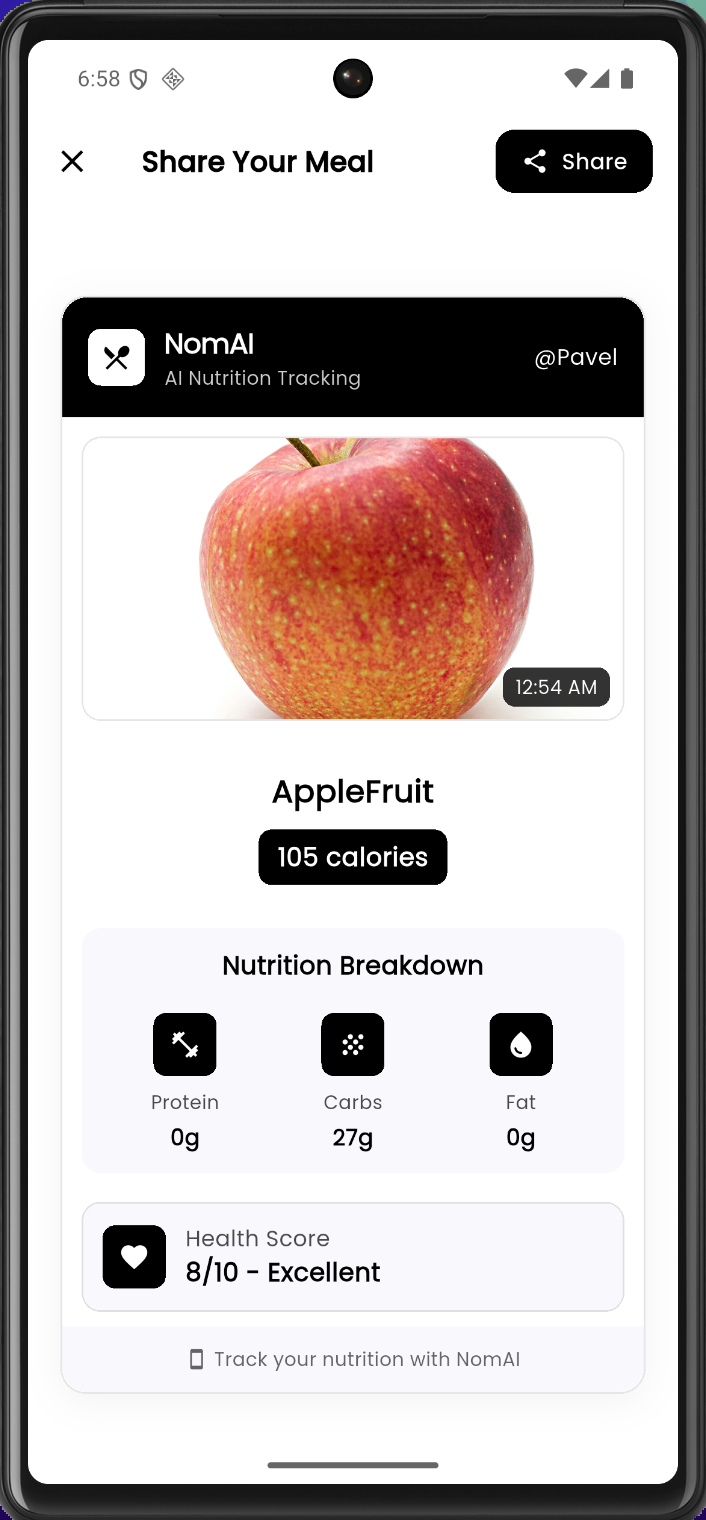 6:58
Share Your Meal
Share
NomAI
AI Nutrition Tracking
@Pavel
12:54 AM
AppleFruit
105 calories
Nutrition Breakdown
Protein
Carbs
Fat
0g
27g
0g
Health Score
8/10 - Excellent
Track your nutrition with NomAI